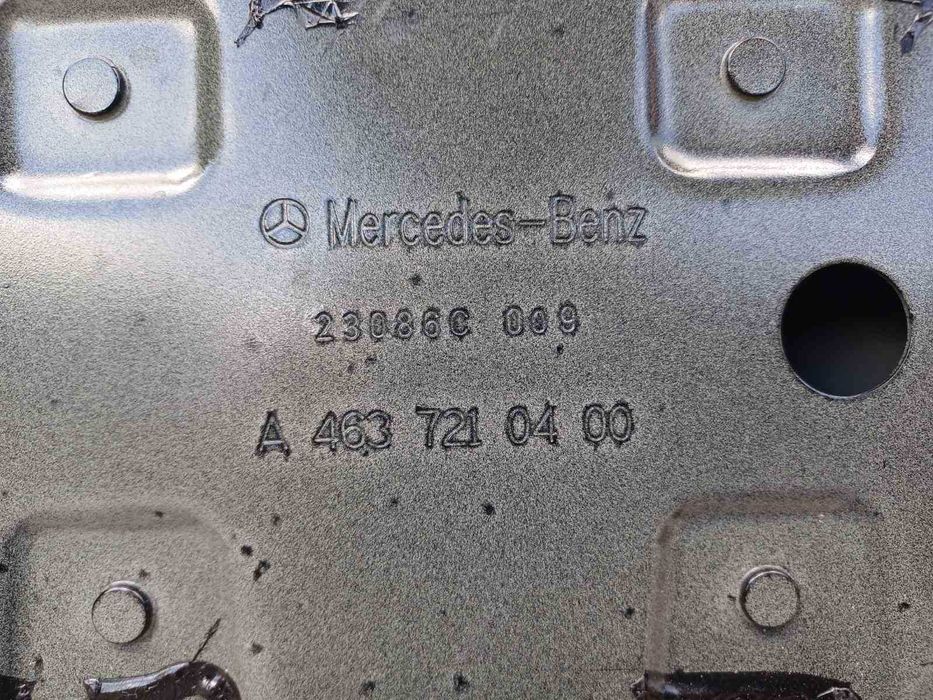 Mercedes-Benz
23086C 009
A 463 721 04 00